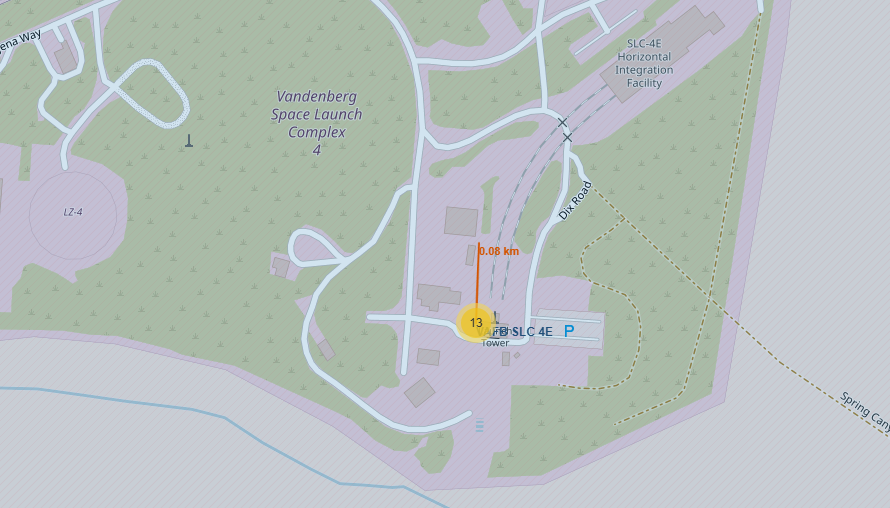 ena Way
SLC-4E
Horizontal
Integration
Facility
Vandenberg
Space Launch
Complex
4
Dix Road
LZ-4
0.08 km
13
VAFB SLC 4E
P
Tower
Spring Cany